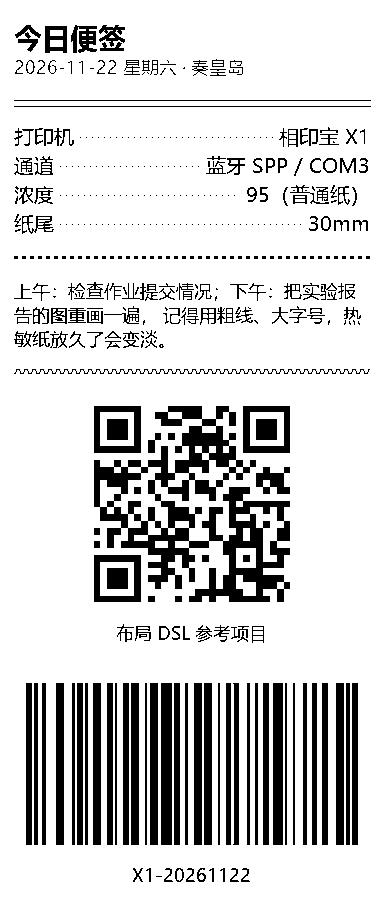 今日便签
2026-11-22 星期六 · 秦皇岛
打印机 相印宝 X1
通道 蓝牙 SPP / COM3
浓度 95（普通纸）
纸尾 30mm
上午：检查作业提交情况；下午：把实验报
告的图重画一遍， 记得用粗线、大字号，热
敏纸放久了会变淡。
布局 DSL 参考项目
X1-20261122